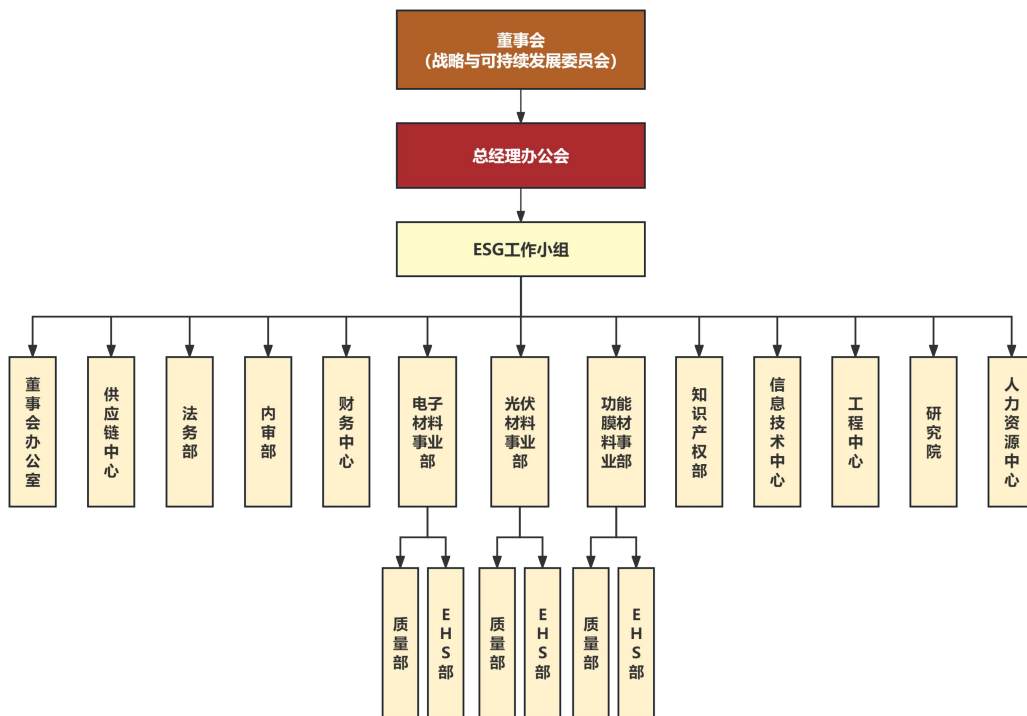 董事会
（战略与可持续发展委员会）
总经理办公会
ESG工作小组
董事会办公室
供应链中心
法务部
内审部
财务中心
电子
材料
事业
部
光伏
材料
事业
部
功能
膜材
料事
业部
知识产权部
信息技术中心
工程中心
研究院
人力资源中心
质量部
EHS部
质量部
EHS部
质量部
EHS部